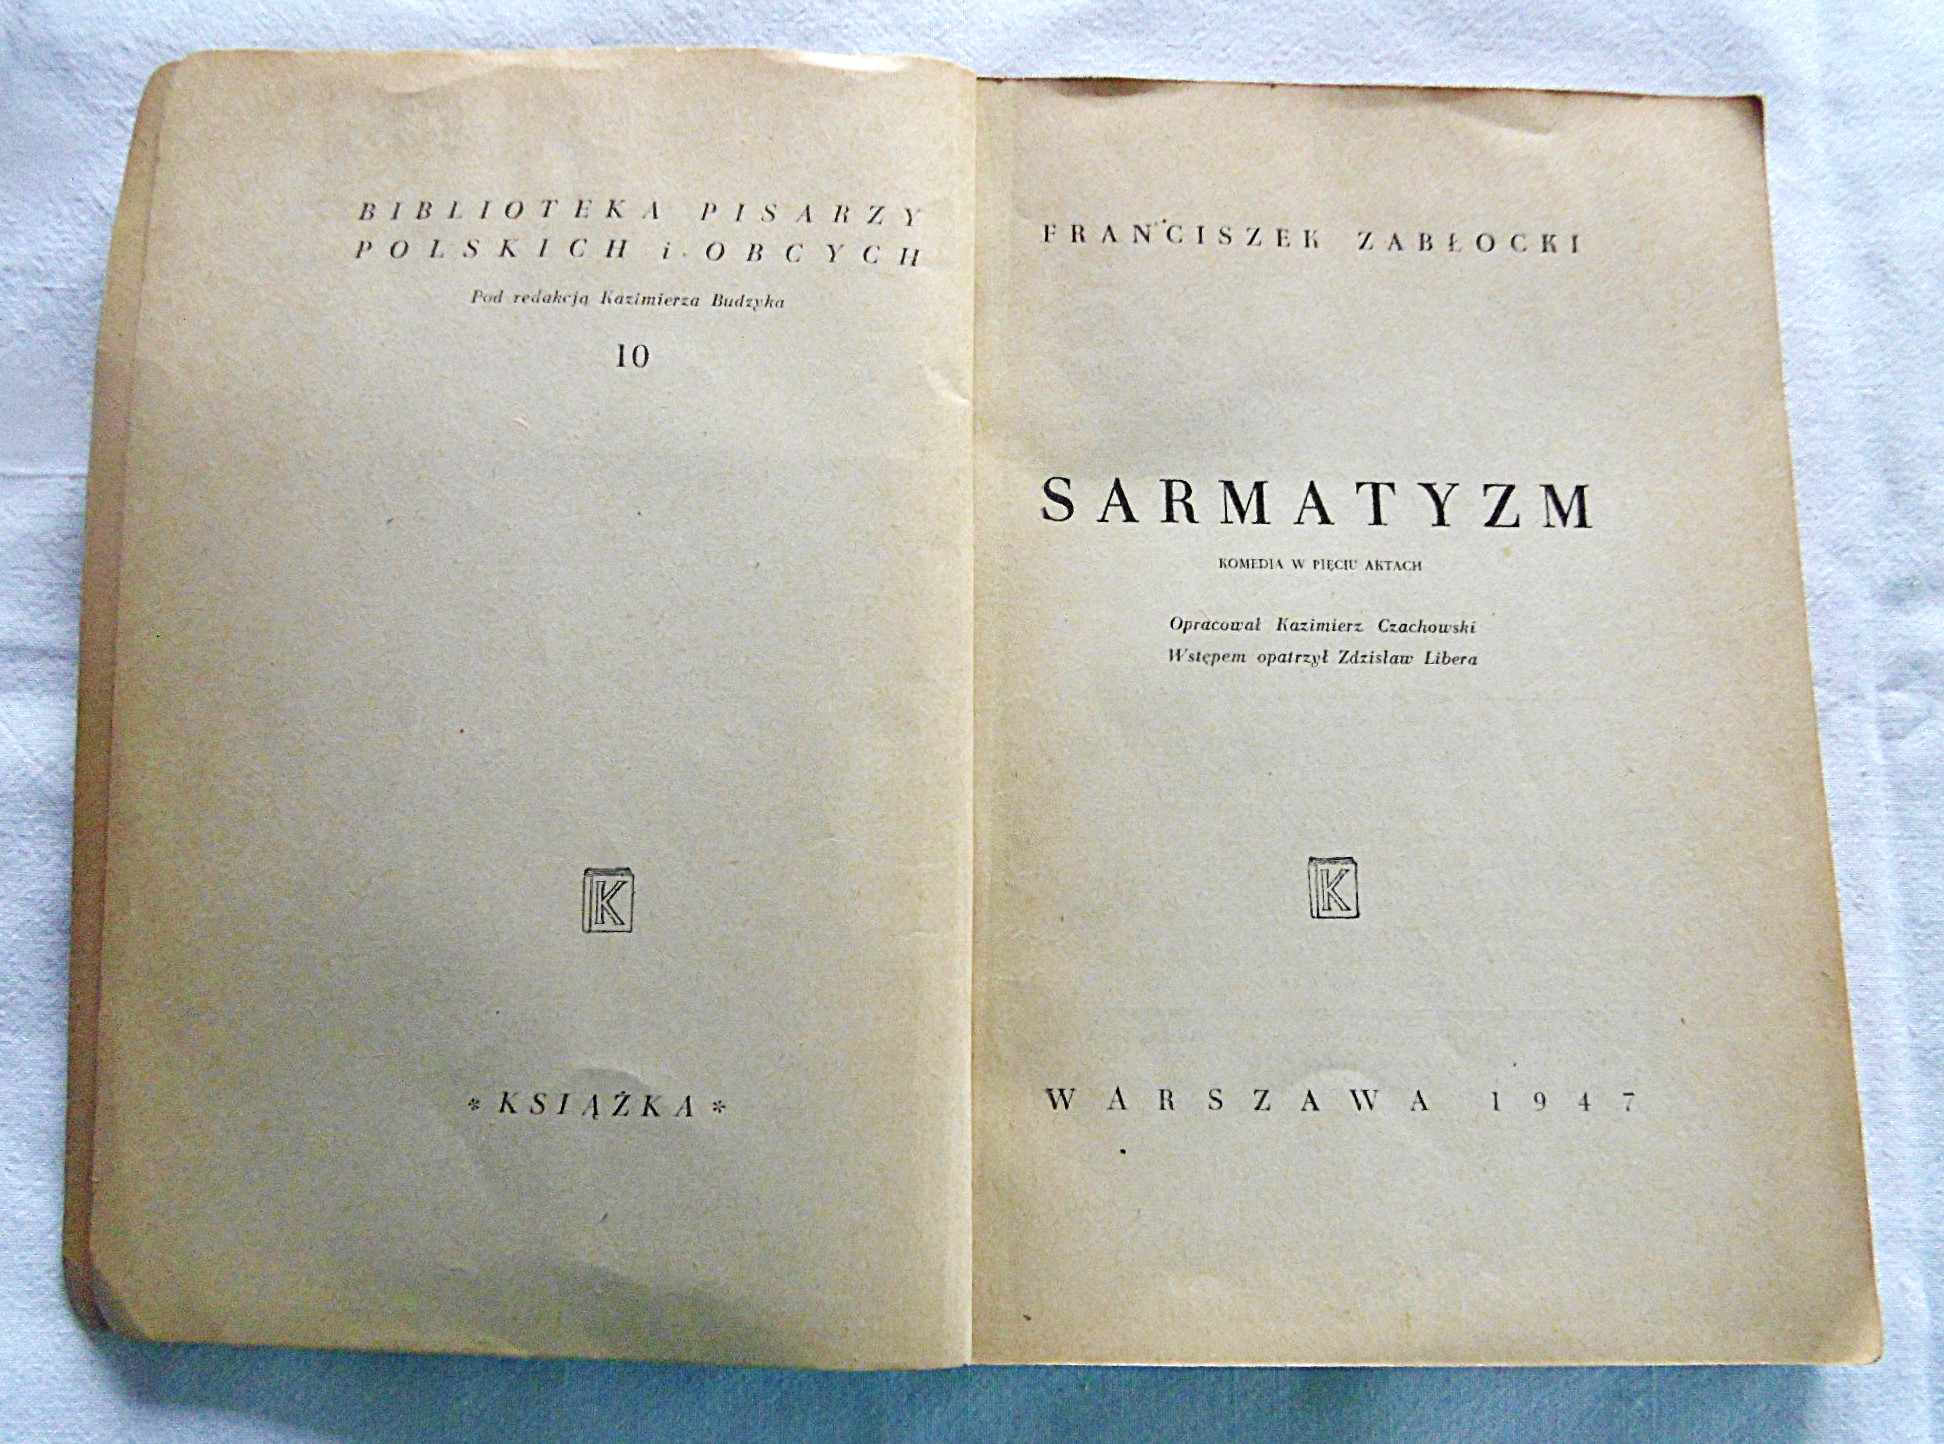 BIBLIOTEKA PISARZY
POLSKICH i OBCYCH
Pod redakcją Kazimierza Budzyka
10
K
* KSIĄŻKA *
FRANCISZEK ZABŁOCKI
SARMATYZM
KOMEDIA W PIĘCIU AKTACH
Opracował Kazimierz Czachowski
Wstępem opatrzył Zdzisław Libera
K
WARSZAWA 1947